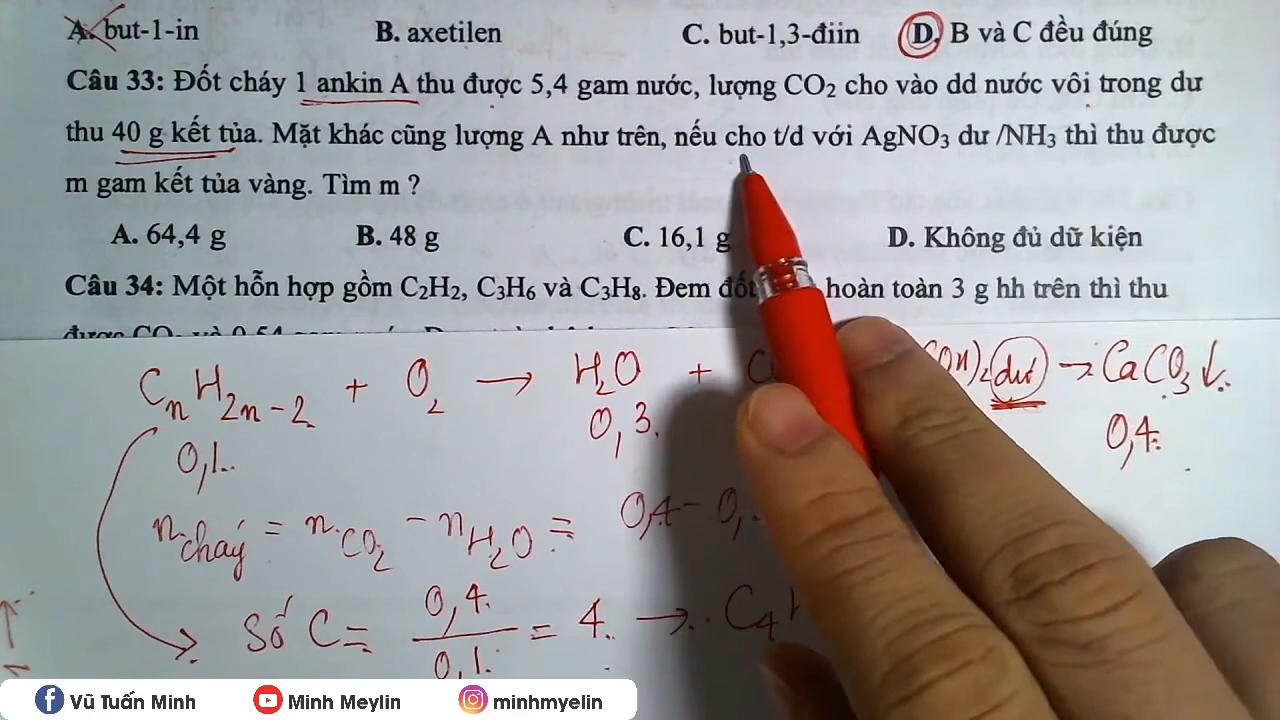 A. but-1-in B. axetilen C. but-1,3-điin D. B và C đều đúng
Câu 33: Đốt cháy 1 ankin A thu được 5,4 gam nước, lượng CO₂ cho vào dd nước vôi trong dư
thu 40 g kết tủa. Mặt khác cũng lượng A như trên, nếu cho t/d với AgNO₃ dư /NH₃ thì thu được
m gam kết tủa vàng. Tìm m ?
A. 64,4 g B. 48 g C. 16,1 g D. Không đủ dữ kiện
Câu 34: Một hỗn hợp gồm C₂H₂, C₃H₆ và C₃H₈. Đem đốt hoàn toàn 3 g hh trên thì thu
CₙH₂ₙ₋₂ + O₂ → H₂O + C )₂ dư → CaCO₃↓.
0,1. 0,3. 0,4.
n cháy = n CO₂ - n H₂O = 0,4 - 0,
Số C = 0,4. / 0,1. = 4. → C₄H
Vũ Tuấn Minh Minh Meylin minhmyelin